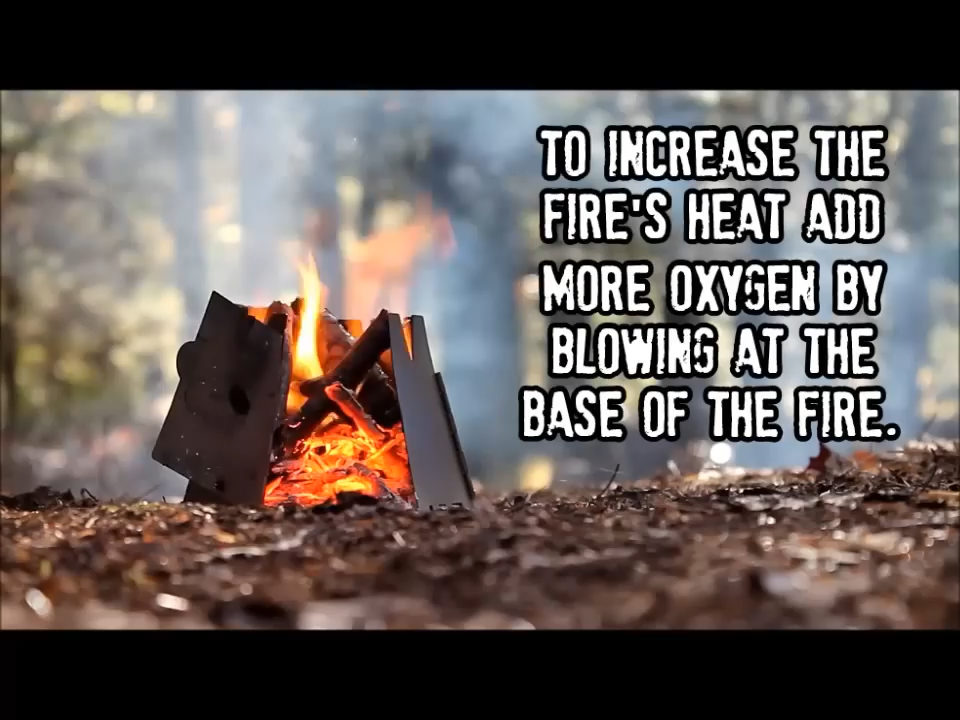 TO INCREASE THE
FIRE'S HEAT ADD
MORE OXYGEN BY
BLOWING AT THE
BASE OF THE FIRE.